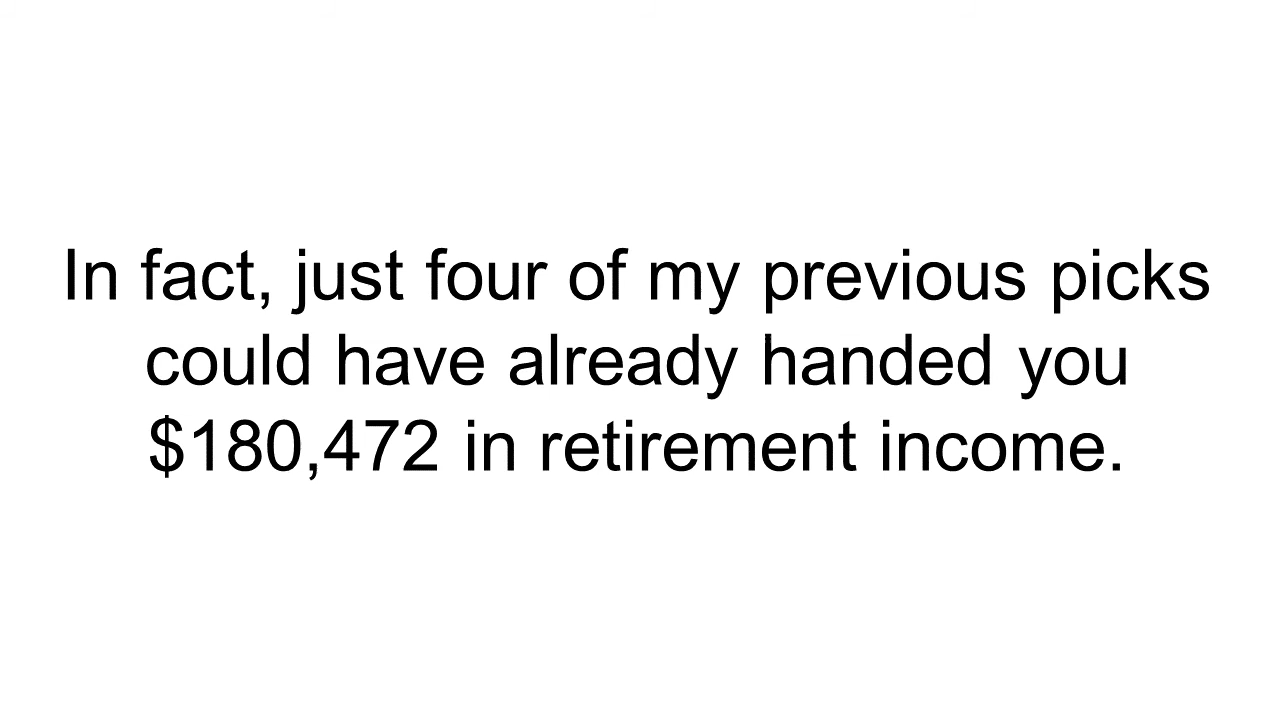 In fact, just four of my previous picks
could have already handed you
$180,472 in retirement income.